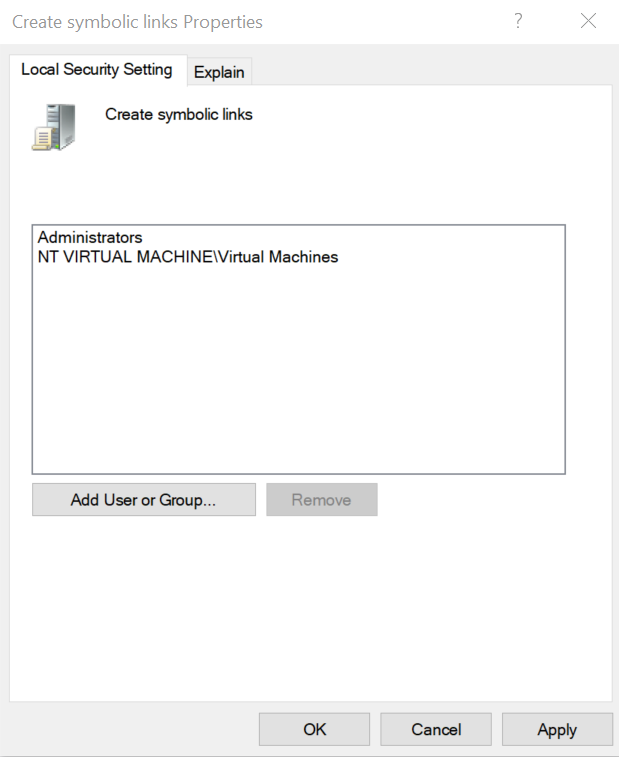 Create symbolic links Properties
?
Local Security Setting
Explain
Create symbolic links
Administrators
NT VIRTUAL MACHINE\Virtual Machines
Add User or Group...
Remove
OK
Cancel
Apply